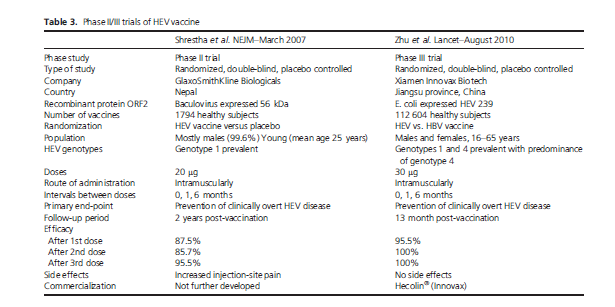 Table 3. Phase II/III trials of HEV vaccine
Shrestha et al. NEJM–March 2007 Zhu et al. Lancet–August 2010
Phase study Phase II trial Phase III trial
Type of study Randomized, double-blind, placebo controlled Randomized, double-blind, placebo controlled
Company GlaxoSmithKline Biologicals Xiamen Innovax Biotech
Country Nepal Jiangsu province, China
Recombinant protein ORF2 Baculovirus expressed 56 kDa E. coli expressed HEV 239
Number of vaccines 1794 healthy subjects 112 604 healthy subjects
Randomization HEV vaccine versus placebo HEV vs. HBV vaccine
Population Mostly males (99.6%) Young (mean age 25 years) Males and females, 16–65 years
HEV genotypes Genotype 1 prevalent Genotypes 1 and 4 prevalent with predominance
of genotype 4
Doses 20 μg 30 μg
Route of administration Intramuscularly Intramuscularly
Intervals between doses 0, 1, 6 months 0, 1, 6 months
Primary end-point Prevention of clinically overt HEV disease Prevention of clinically overt HEV disease
Follow-up period 2 years post-vaccination 13 month post-vaccination
Efficacy
After 1st dose 87.5% 95.5%
After 2nd dose 85.7% 100%
After 3rd dose 95.5% 100%
Side effects Increased injection-site pain No side effects
Commercialization Not further developed Hecolin® (Innovax)